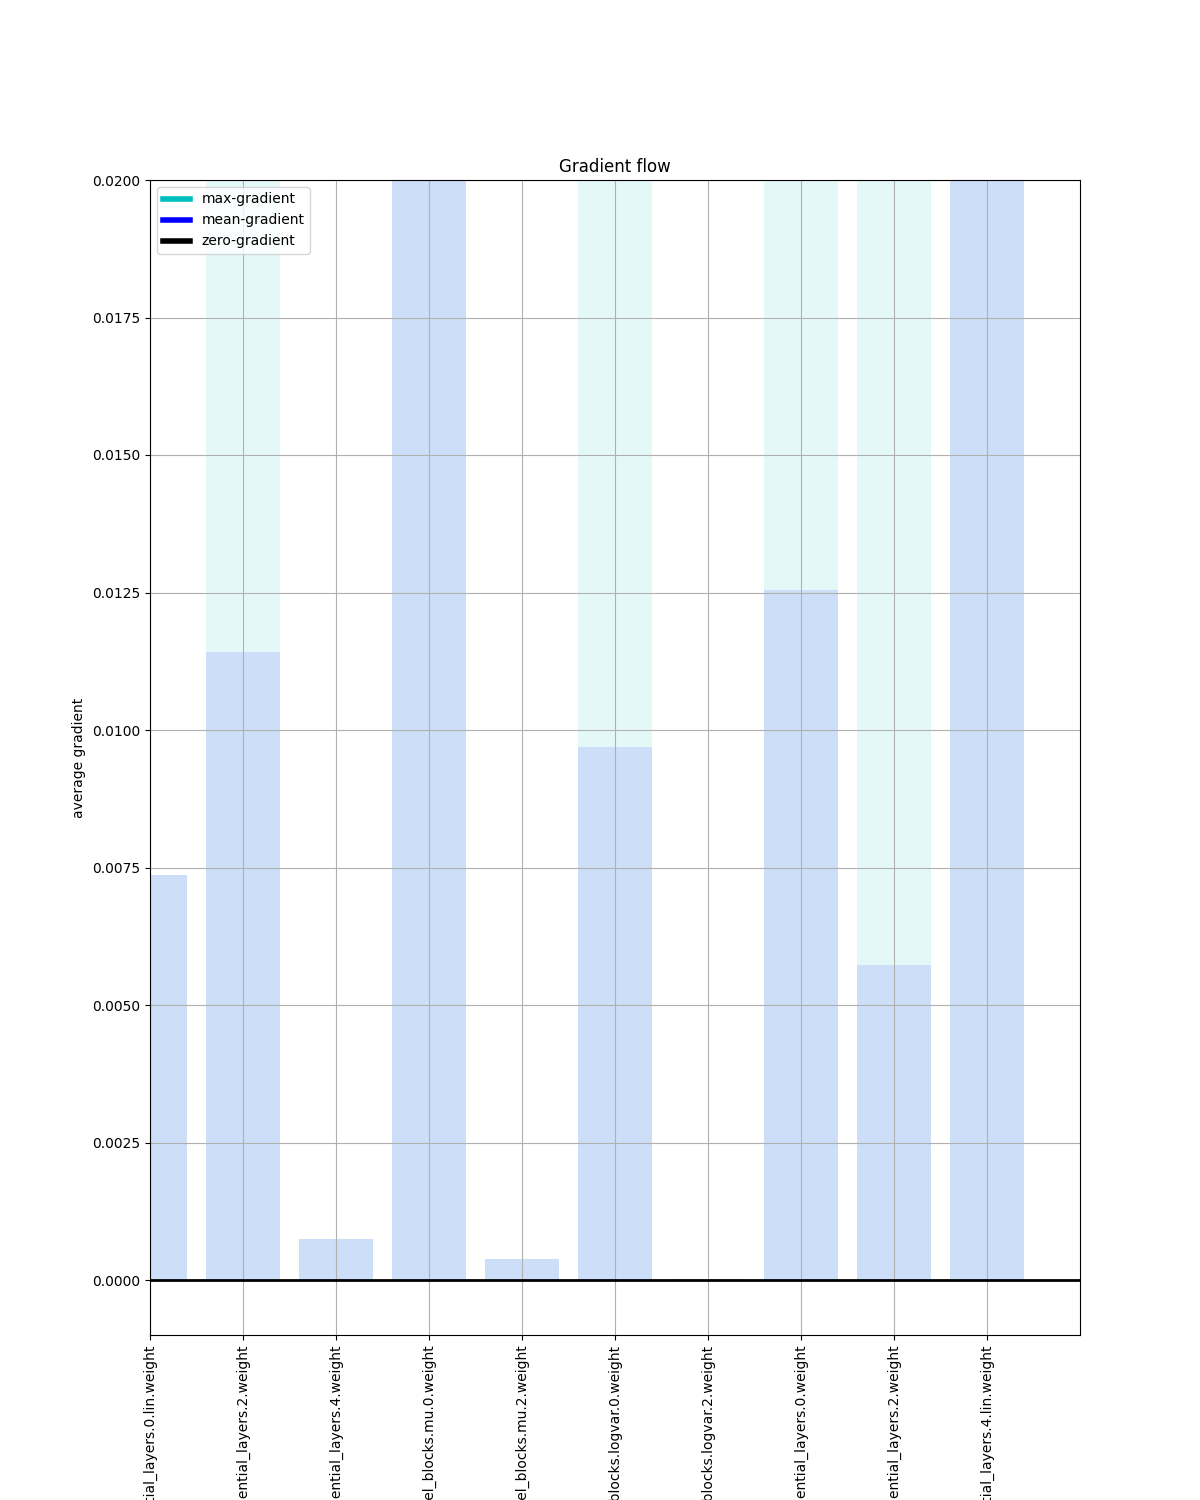 Gradient flow
max-gradient
mean-gradient
zero-gradient
0.0200
0.0175
0.0150
0.0125
0.0100
0.0075
0.0050
0.0025
0.0000
average gradient
tial_layers.0.lin.weight
ential_layers.2.weight
ential_layers.4.weight
el_blocks.mu.0.weight
el_blocks.mu.2.weight
blocks.logvar.0.weight
blocks.logvar.2.weight
ential_layers.0.weight
ential_layers.2.weight
tial_layers.4.lin.weight